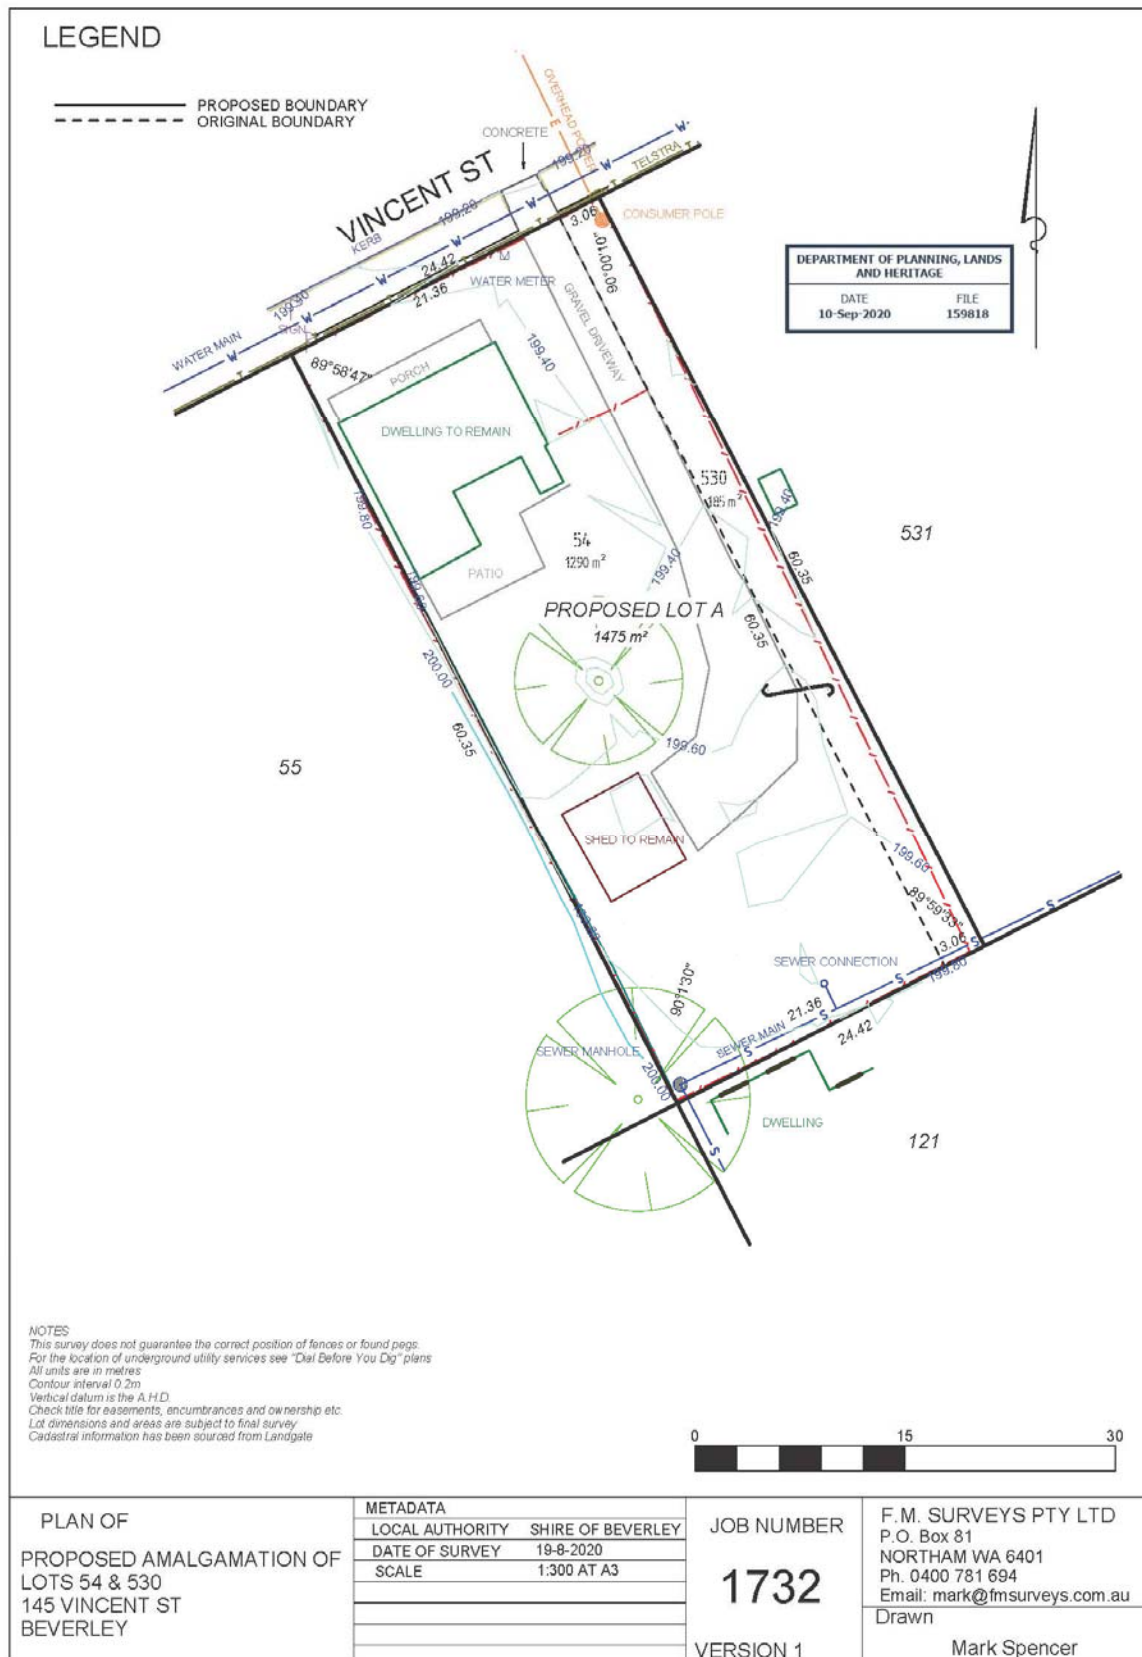 LEGEND
PROPOSED BOUNDARY
ORIGINAL BOUNDARY
OVERHEAD POWER
E
CONCRETE
VINCENT ST
KERB
199.20
199.20
199.40
W
W
W
W
W
W
W
TELSTRA
3.06
CONSUMER POLE
24.42
21.36
WATER METER
M
SIGN
WATER MAIN
90°00'10"
89°58'47"
GRAVEL DRIVEWAY
DEPARTMENT OF PLANNING, LANDS
AND HERITAGE
DATE FILE
10-Sep-2020 159818
PORCH
199.40
DWELLING TO REMAIN
530
185 m²
199.40
531
199.80
54
1290 m²
199.40
60.35
PATIO
PROPOSED LOT A
1475 m²
60.35
200.00
60.35
55
199.60
SHED TO REMAIN
199.60
89°59'33"
3.06
S
S
S
S
S
S
199.80
SEWER CONNECTION
90°1'30"
21.36
24.42
SEWER MAIN
SEWER MANHOLE
200.00
DWELLING
121
NOTES
This survey does not guarantee the correct position of fences or found pegs.
For the location of underground utility services see "Dial Before You Dig" plans
All units are in metres
Contour interval 0.2m
Vertical datum is the A.H.D.
Check title for easements, encumbrances and ownership etc.
Lot dimensions and areas are subject to final survey
Cadastral information has been sourced from Landgate
0 15 30
PLAN OF
PROPOSED AMALGAMATION OF
LOTS 54 & 530
145 VINCENT ST
BEVERLEY
METADATA
LOCAL AUTHORITY SHIRE OF BEVERLEY
DATE OF SURVEY 19-8-2020
SCALE 1:300 AT A3
JOB NUMBER
1732
VERSION 1
F.M. SURVEYS PTY LTD
P.O. Box 81
NORTHAM WA 6401
Ph. 0400 781 694
Email: mark@fmsurveys.com.au
Drawn
Mark Spencer